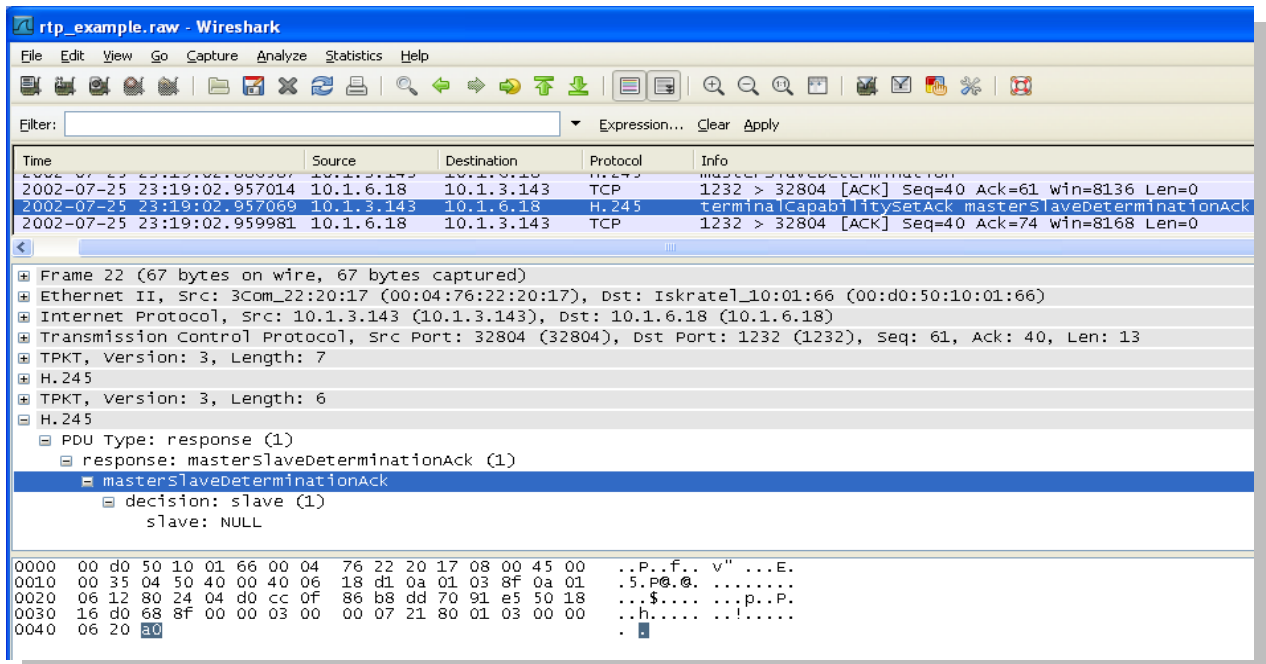 rtp_example.raw - Wireshark
File Edit View Go Capture Analyze Statistics Help
Filter: Expression... Clear Apply
Time Source Destination Protocol Info
2002-07-25 23:19:02.957014 10.1.6.18 10.1.3.143 TCP 1232 > 32804 [ACK] Seq=40 Ack=61 Win=8136 Len=0
2002-07-25 23:19:02.957069 10.1.3.143 10.1.6.18 H.245 terminalCapabilitySetAck masterSlaveDeterminationAck
2002-07-25 23:19:02.959981 10.1.6.18 10.1.3.143 TCP 1232 > 32804 [ACK] Seq=40 Ack=74 Win=8168 Len=0
Frame 22 (67 bytes on wire, 67 bytes captured)
Ethernet II, Src: 3Com_22:20:17 (00:04:76:22:20:17), Dst: Iskratel_10:01:66 (00:d0:50:10:01:66)
Internet Protocol, Src: 10.1.3.143 (10.1.3.143), Dst: 10.1.6.18 (10.1.6.18)
Transmission Control Protocol, Src Port: 32804 (32804), Dst Port: 1232 (1232), Seq: 61, Ack: 40, Len: 13
TPKT, Version: 3, Length: 7
H.245
TPKT, Version: 3, Length: 6
H.245
PDU Type: response (1)
response: masterSlaveDeterminationAck (1)
masterSlaveDeterminationAck
decision: slave (1)
slave: NULL
0000 00 d0 50 10 01 66 00 04 76 22 20 17 08 00 45 00 ..P..f.. v" ...E.
0010 00 35 04 50 40 00 40 06 18 d1 0a 01 03 8f 0a 01 .5.P@.@. ........
0020 06 12 80 24 04 d0 cc 0f 86 b8 dd 70 91 e5 50 18 ...$.... ...p..P.
0030 16 d0 68 8f 00 00 03 00 00 07 21 80 01 03 00 00 ..h..... ..!.....
0040 06 20 a0 . .